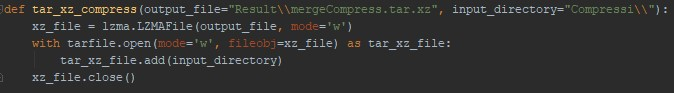 def tar_xz_compress(output_file="Result\\mergeCompress.tar.xz", input_directory="Compressi\\"):
xz_file = lzma.LZMAFile(output_file, mode='w')
with tarfile.open(mode='w', fileobj=xz_file) as tar_xz_file:
tar_xz_file.add(input_directory)
xz_file.close()